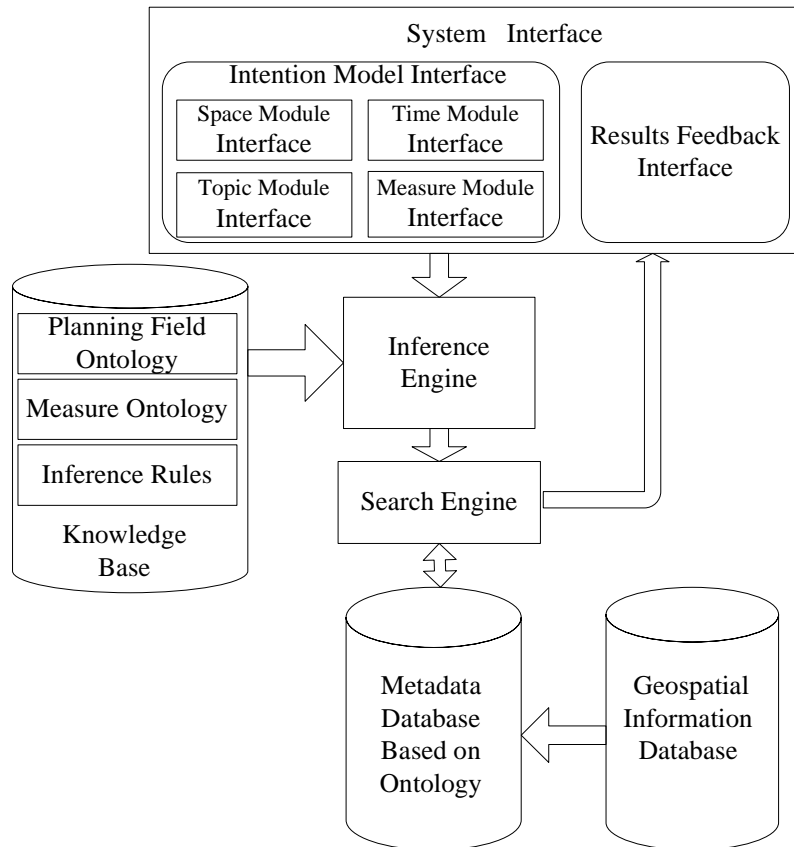 System Interface
Intention Model Interface
Space Module
Interface
Time Module
Interface
Topic Module
Interface
Measure Module
Interface
Results Feedback
Interface
Planning Field
Ontology
Measure Ontology
Inference Rules
Knowledge
Base
Inference
Engine
Search Engine
Metadata
Database
Based on
Ontology
Geospatial
Information
Database